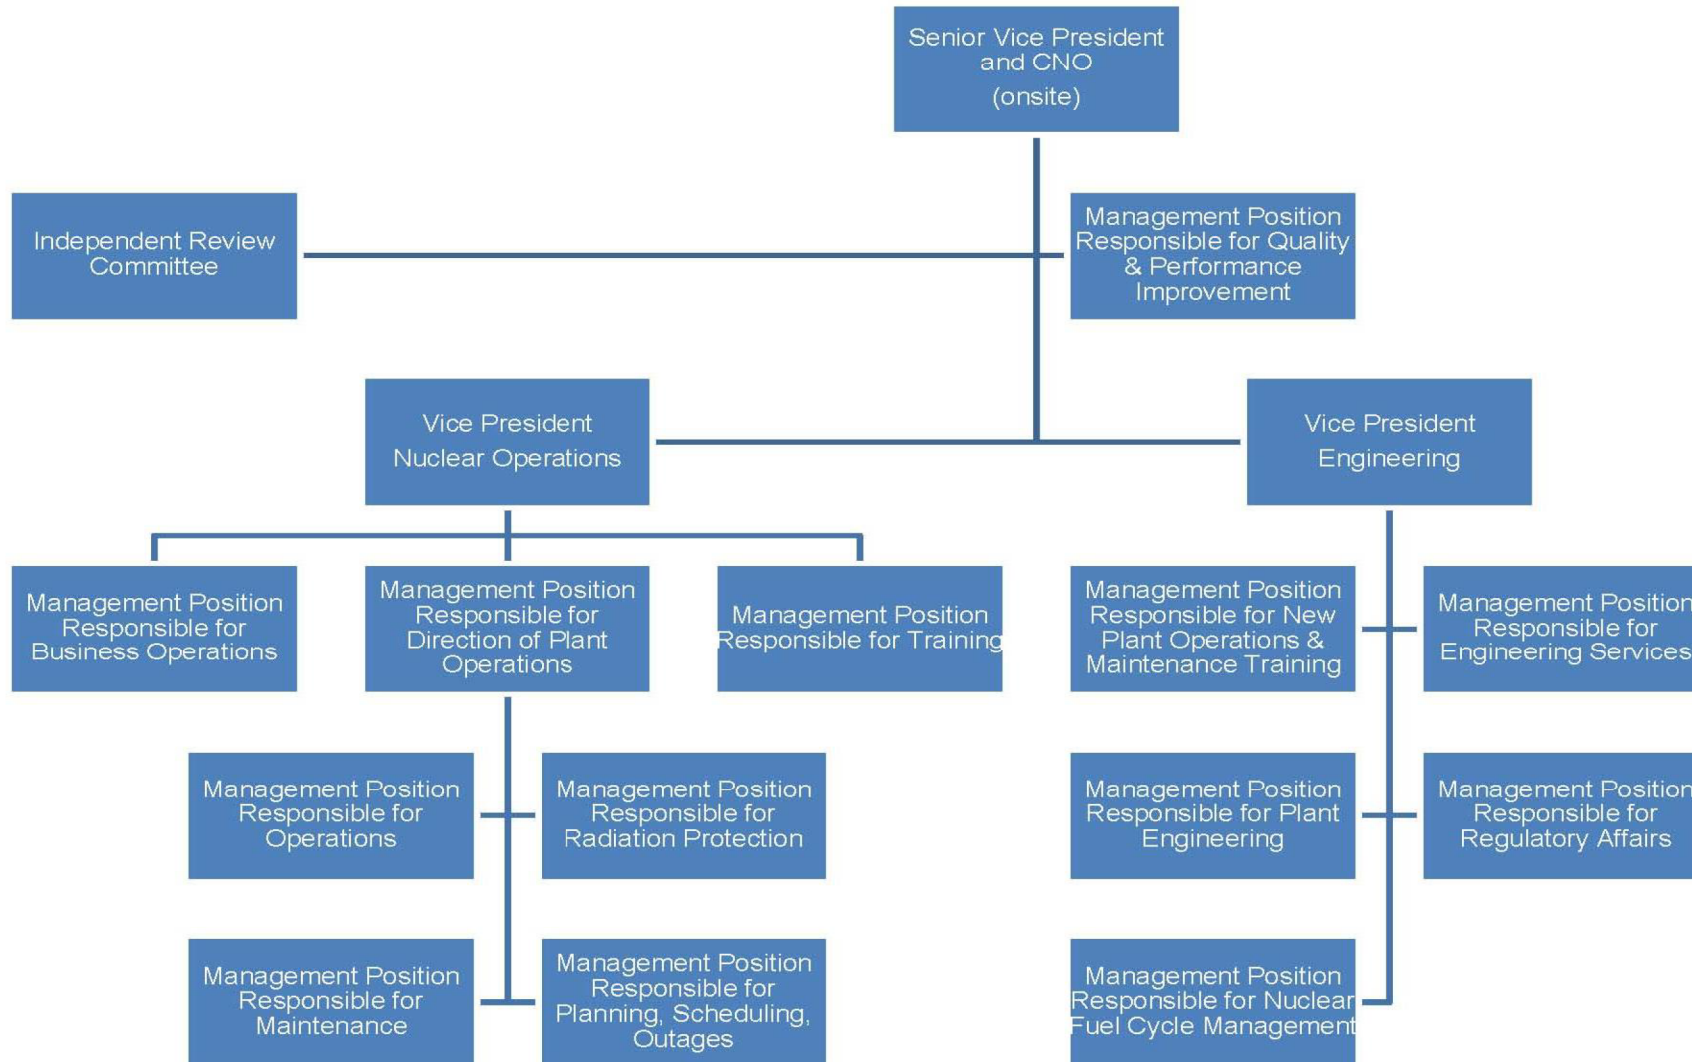 Senior Vice President
and CNO
(onsite)
Independent Review
Committee
Management Position
Responsible for Quality
& Performance
Improvement
Vice President
Nuclear Operations
Vice President
Engineering
Management Position
Responsible for
Business Operations
Management Position
Responsible for
Direction of Plant
Operations
Management Position
Responsible for Training
Management Position
Responsible for New
Plant Operations &
Maintenance Training
Management Position
Responsible for
Engineering Services
Management Position
Responsible for
Operations
Management Position
Responsible for
Radiation Protection
Management Position
Responsible for Plant
Engineering
Management Position
Responsible for
Regulatory Affairs
Management Position
Responsible for
Maintenance
Management Position
Responsible for
Planning, Scheduling,
Outages
Management Position
Responsible for Nuclear
Fuel Cycle Management